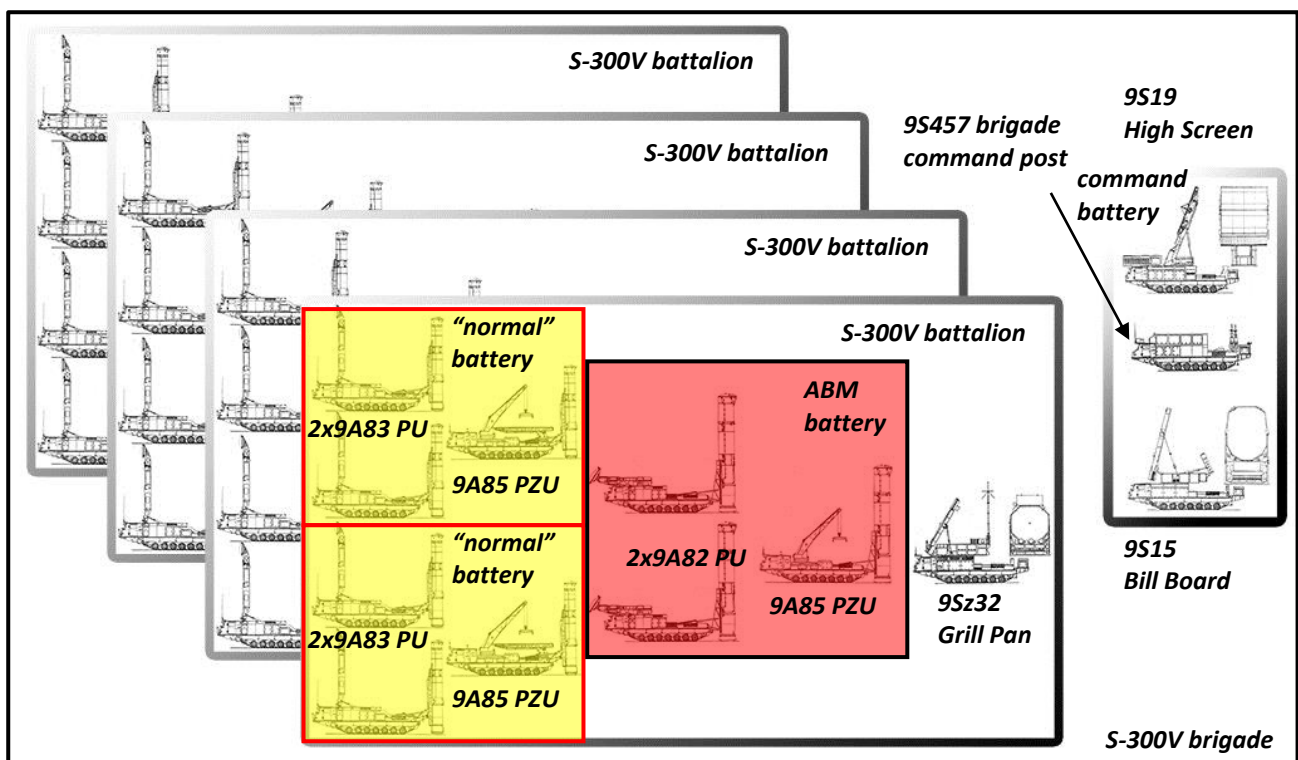 S-300V battalion
S-300V battalion
S-300V battalion
S-300V battalion
"normal"
battery
2x9A83 PU
9A85 PZU
"normal"
battery
2x9A83 PU
9A85 PZU
ABM
battery
2x9A82 PU
9A85 PZU
9Sz32
Grill Pan
9S457 brigade
command post
9S19
High Screen
command
battery
9S15
Bill Board
S-300V brigade